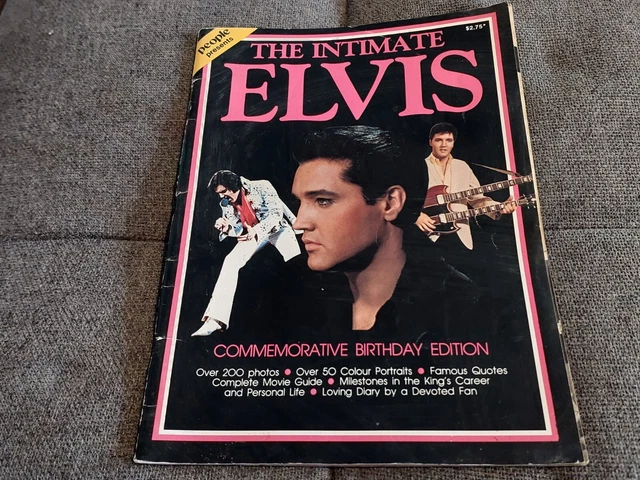 people
presents
$2.75*
THE INTIMATE
ELVIS
COMMEMORATIVE BIRTHDAY EDITION
Over 200 photos • Over 50 Colour Portraits • Famous Quotes
Complete Movie Guide • Milestones in the King's Career
and Personal Life • Loving Diary by a Devoted Fan